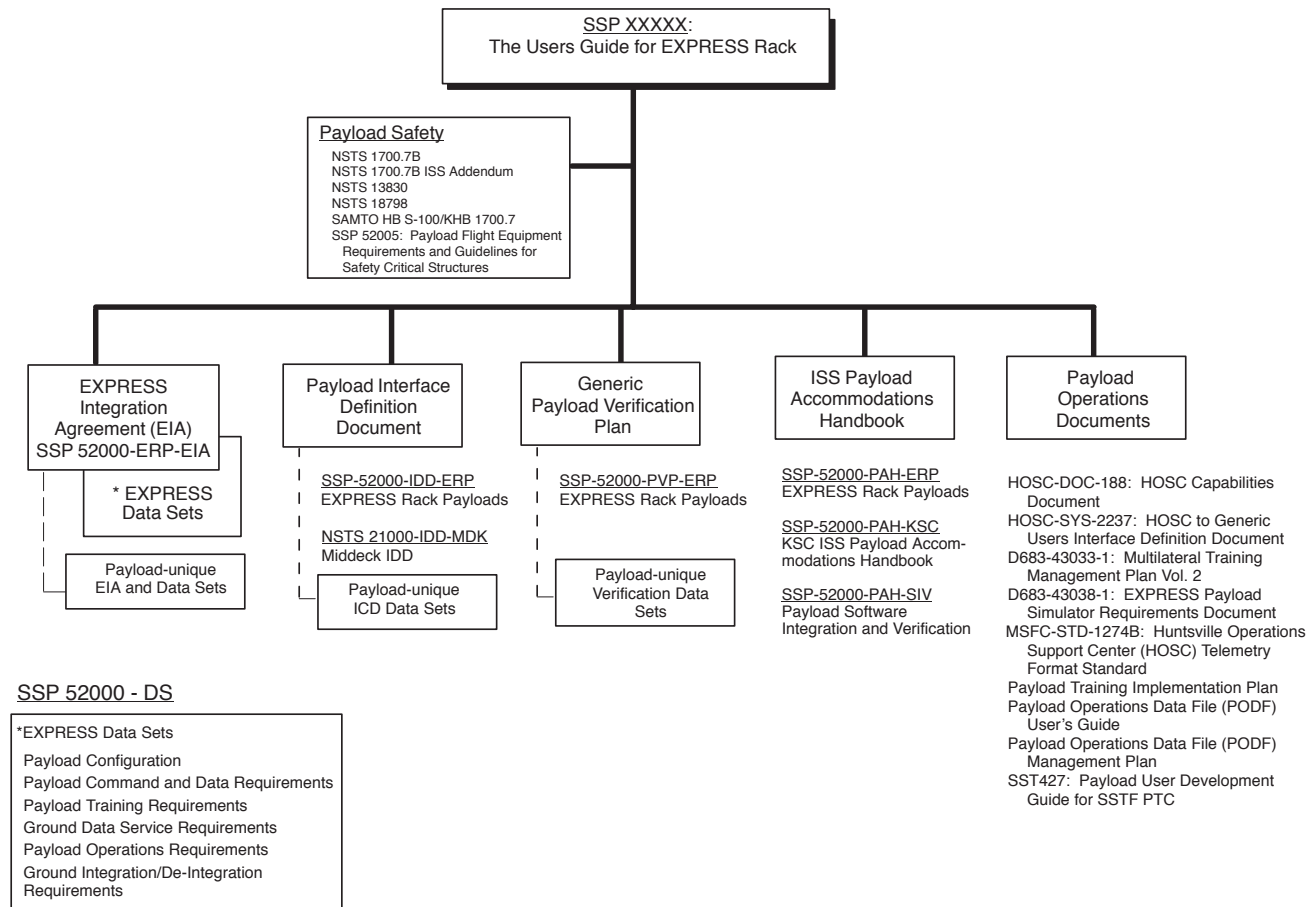 SSP XXXXX:
The Users Guide for EXPRESS Rack
Payload Safety
NSTS 1700.7B
NSTS 1700.7B ISS Addendum
NSTS 13830
NSTS 18798
SAMTO HB S-100/KHB 1700.7
SSP 52005: Payload Flight Equipment
Requirements and Guidelines for
Safety Critical Structures
EXPRESS
Integration
Agreement (EIA)
SSP 52000-ERP-EIA
* EXPRESS
Data Sets
Payload-unique
EIA and Data Sets
Payload Interface
Definition
Document
SSP-52000-IDD-ERP
EXPRESS Rack Payloads
NSTS 21000-IDD-MDK
Middeck IDD
Payload-unique
ICD Data Sets
Generic
Payload Verification
Plan
SSP-52000-PVP-ERP
EXPRESS Rack Payloads
Payload-unique
Verification Data
Sets
ISS Payload
Accommodations
Handbook
SSP-52000-PAH-ERP
EXPRESS Rack Payloads
SSP-52000-PAH-KSC
KSC ISS Payload Accom-
modations Handbook
SSP-52000-PAH-SIV
Payload Software
Integration and Verification
Payload
Operations
Documents
HOSC-DOC-188: HOSC Capabilities
Document
HOSC-SYS-2237: HOSC to Generic
Users Interface Definition Document
D683-43033-1: Multilateral Training
Management Plan Vol. 2
D683-43038-1: EXPRESS Payload
Simulator Requirements Document
MSFC-STD-1274B: Huntsville Operations
Support Center (HOSC) Telemetry
Format Standard
Payload Training Implementation Plan
Payload Operations Data File (PODF)
User's Guide
Payload Operations Data File (PODF)
Management Plan
SST427: Payload User Development
Guide for SSTF PTC
SSP 52000 - DS
*EXPRESS Data Sets
Payload Configuration
Payload Command and Data Requirements
Payload Training Requirements
Ground Data Service Requirements
Payload Operations Requirements
Ground Integration/De-Integration
Requirements